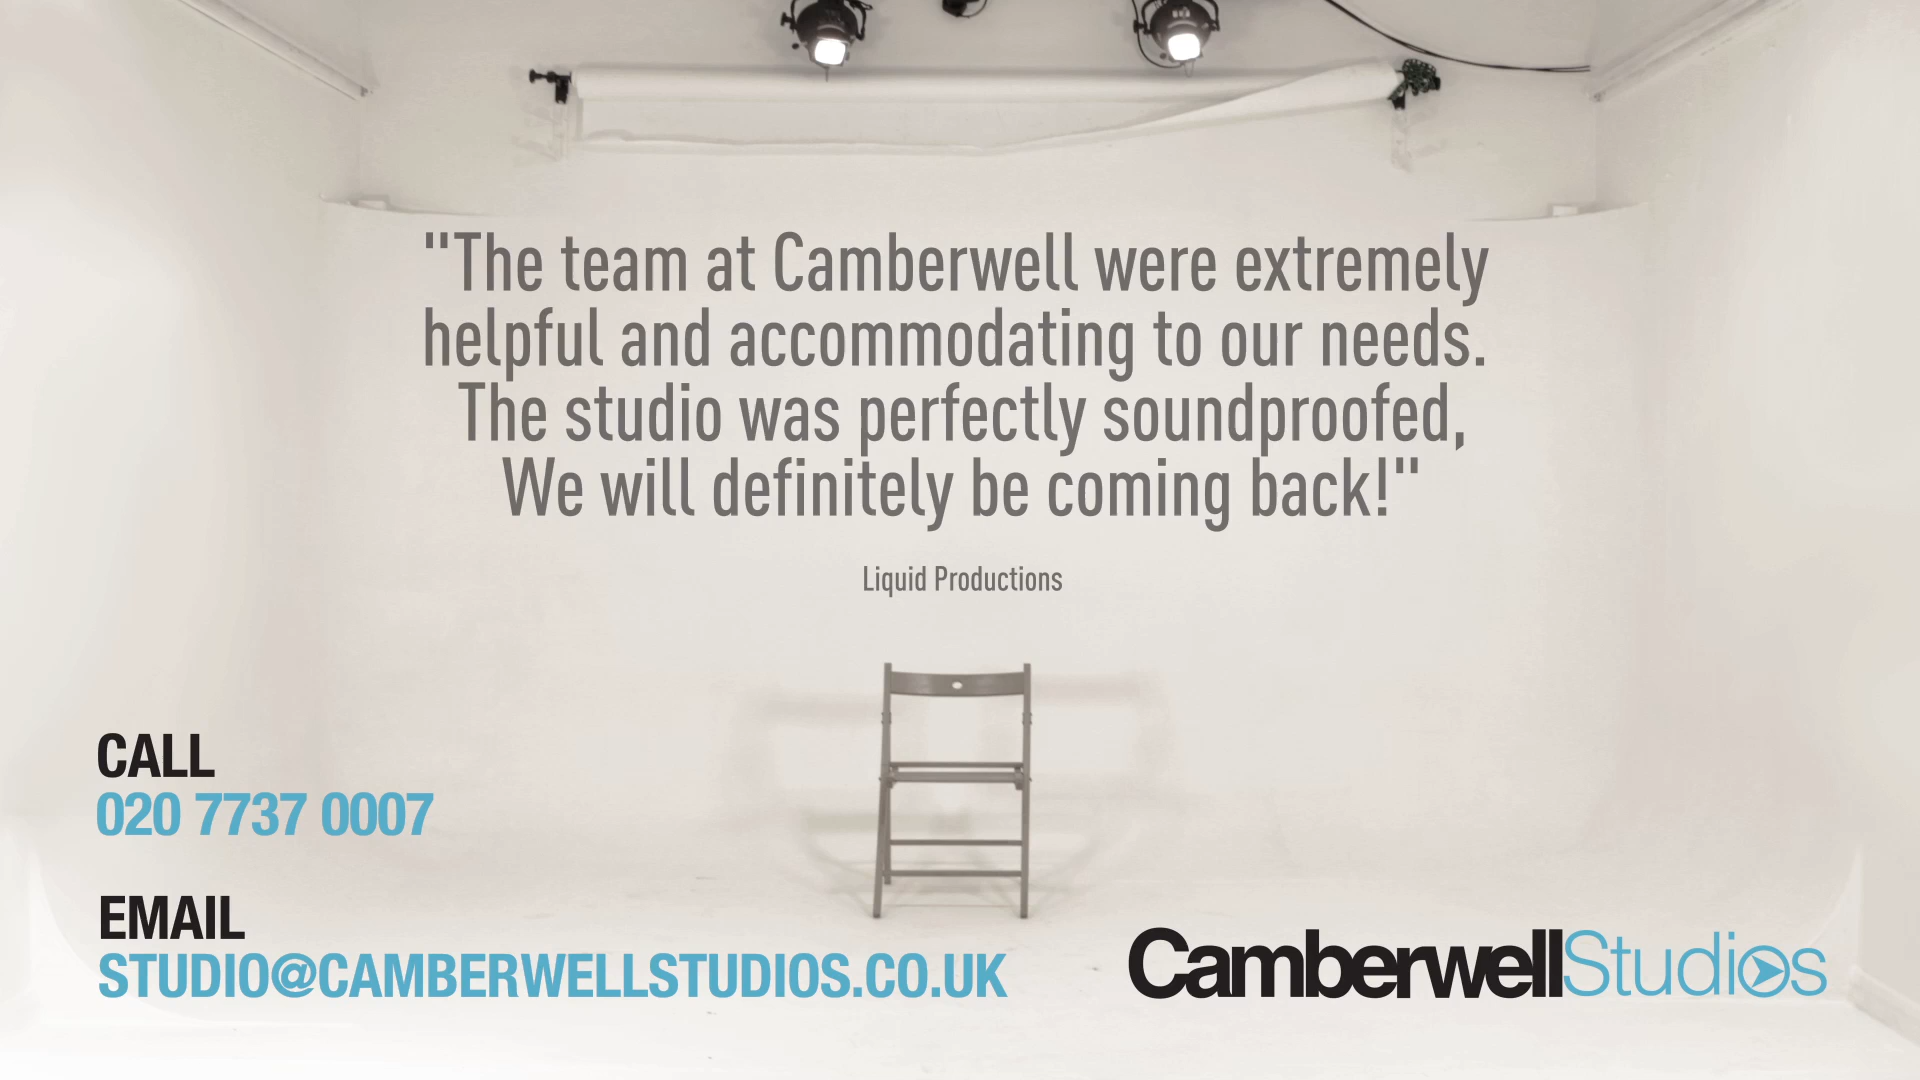 "The team at Camberwell were extremely
helpful and accommodating to our needs.
The studio was perfectly soundproofed,
We will definitely be coming back!"
Liquid Productions
CALL
020 7737 0007
EMAIL
STUDIO@CAMBERWELLSTUDIOS.CO.UK
CamberwellStudios